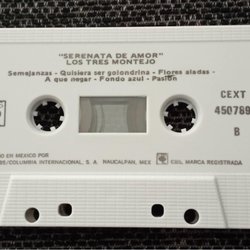 "SERENATA DE AMOR"
LOS TRES MONTEJO
Semejanzas - Quisiera ser golondrina - Flores aladas -
A que negar - Fondo azul - Pasión
CEXT
450789
B
O EN MEXICO POR
BS/COLUMBIA INTERNACIONAL, S. A. NAUCALPAN, MEX. CBS, MARCA REGISTRADA